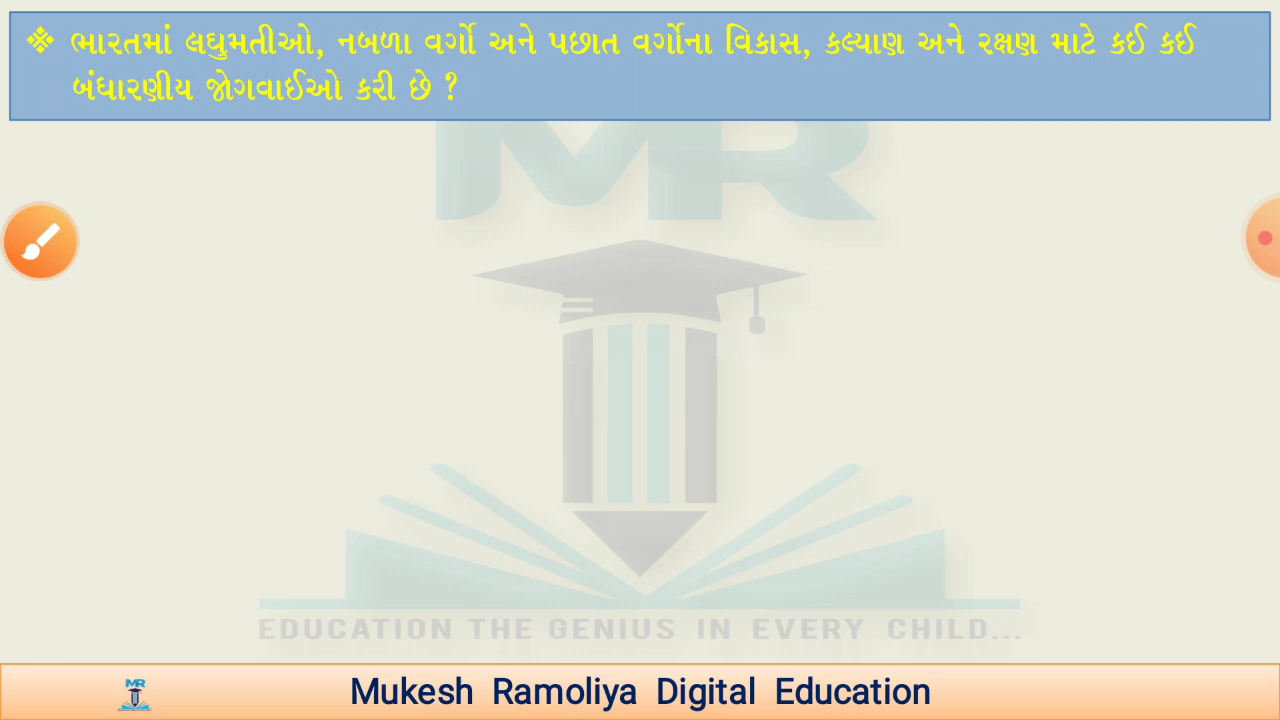 ❖ ભારતમાં લઘુમતીઓ, નબળા વર્ગો અને પછાત વર્ગોના વિકાસ, કલ્યાણ અને રક્ષણ માટે કઈ કઈ
બંધારણીય જોગવાઈઓ કરી છે ?
MR
EDUCATION THE GENIUS IN EVERY CHILD...
MR
Mukesh Ramoliya Digital Education